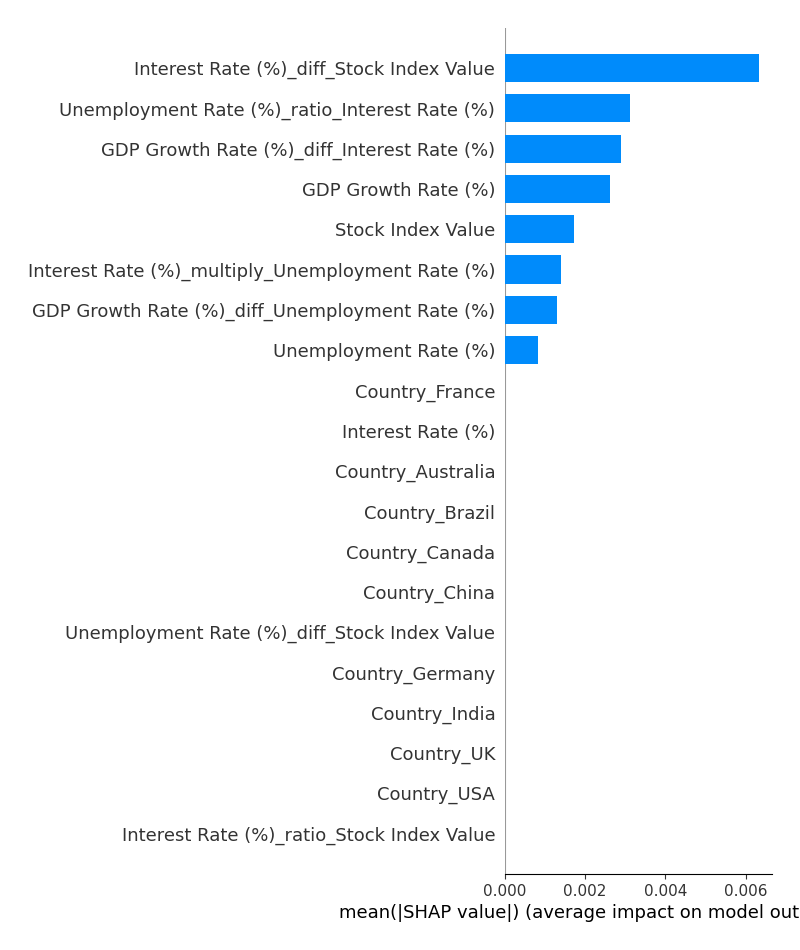 Interest Rate (%)_diff_Stock Index Value
Unemployment Rate (%)_ratio_Interest Rate (%)
GDP Growth Rate (%)_diff_Interest Rate (%)
GDP Growth Rate (%)
Stock Index Value
Interest Rate (%)_multiply_Unemployment Rate (%)
GDP Growth Rate (%)_diff_Unemployment Rate (%)
Unemployment Rate (%)
Country_France
Interest Rate (%)
Country_Australia
Country_Brazil
Country_Canada
Country_China
Unemployment Rate (%)_diff_Stock Index Value
Country_Germany
Country_India
Country_UK
Country_USA
Interest Rate (%)_ratio_Stock Index Value
0.000 0.002 0.004 0.006
mean(|SHAP value|) (average impact on model out